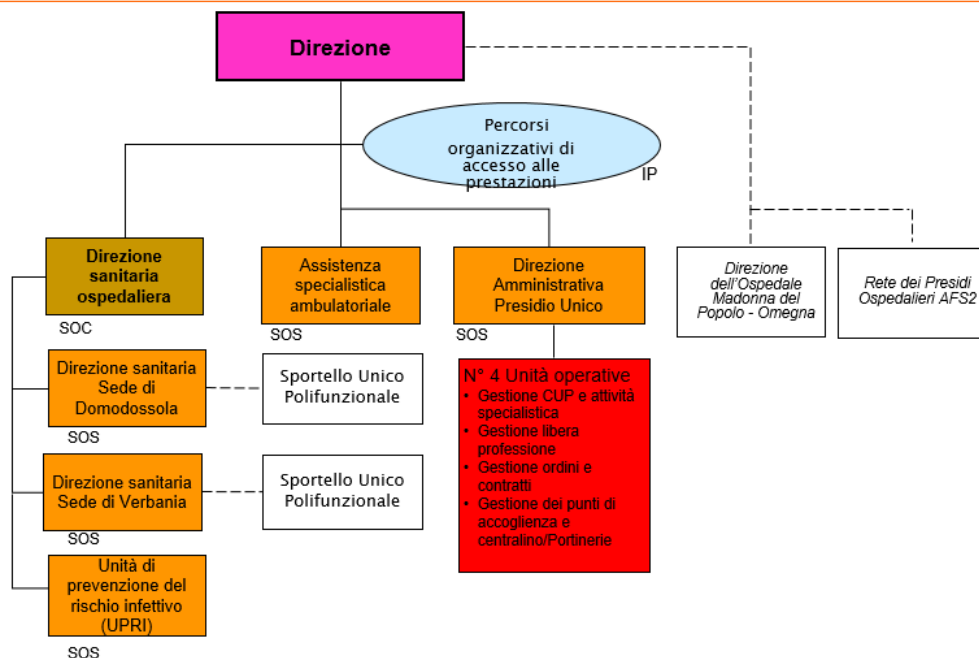 Direzione
Percorsi
organizzativi di
accesso alle
prestazioni
IP
Direzione
sanitaria
ospedaliera
SOC
Assistenza
specialistica
ambulatoriale
SOS
Direzione
Amministrativa
Presidio Unico
SOS
Direzione
dell'Ospedale
Madonna del
Popolo - Omegna
Rete dei Presidi
Ospedalieri AFS2
Direzione sanitaria
Sede di
Domodossola
SOS
Sportello Unico
Polifunzionale
N° 4 Unità operative
• Gestione CUP e attività
specialistica
• Gestione libera
professione
• Gestione ordini e
contratti
• Gestione dei punti di
accoglienza e
centralino/Portinerie
Direzione sanitaria
Sede di Verbania
SOS
Sportello Unico
Polifunzionale
Unità di
prevenzione del
rischio infettivo
(UPRI)
SOS